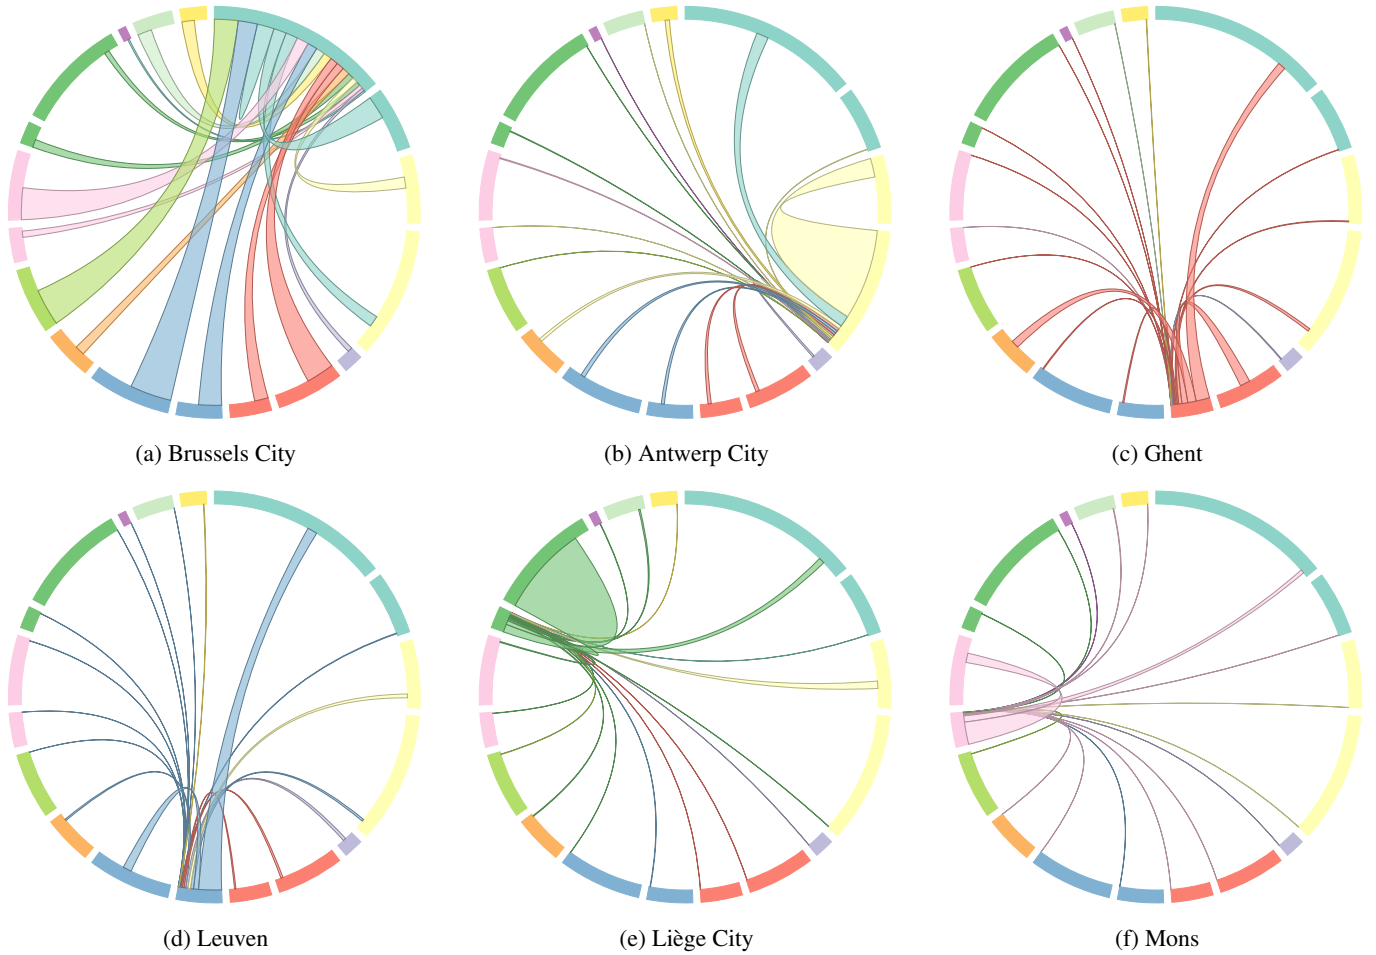 (a) Brussels City
(b) Antwerp City
(c) Ghent
(d) Leuven
(e) Liège City
(f) Mons